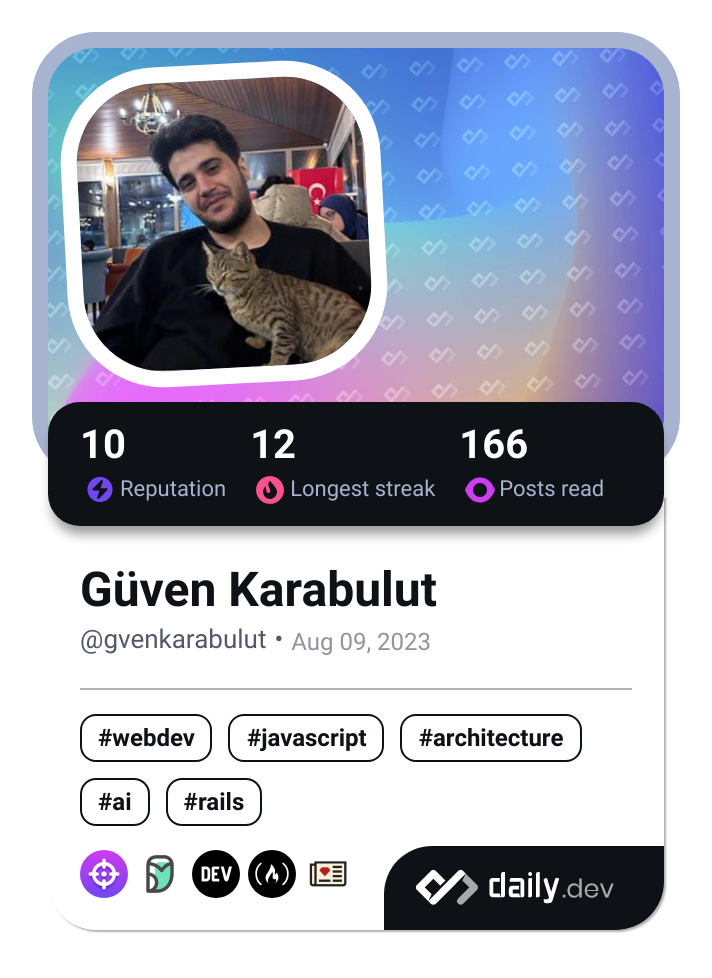 10 12 166
Reputation Longest streak Posts read
Güven Karabulut
@gvenkarabulut • Aug 09, 2023
#webdev #javascript #architecture
#ai #rails
DEV
daily.dev